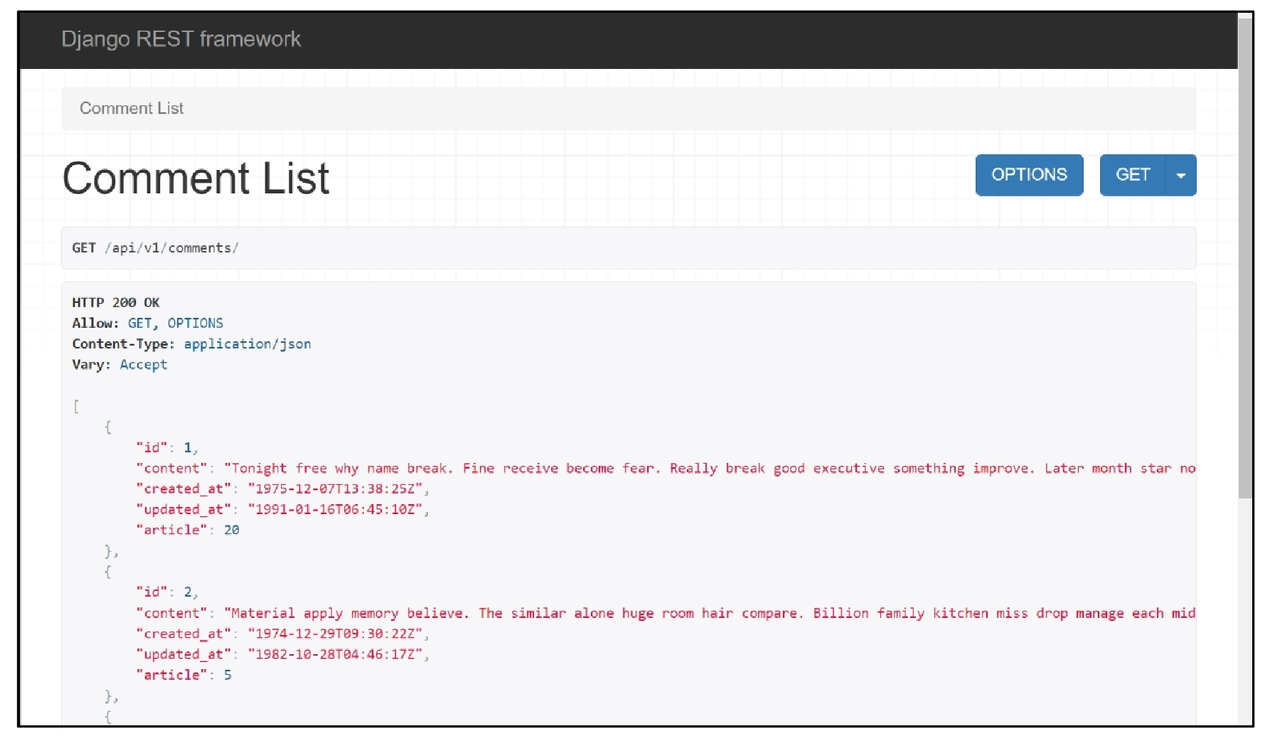 Django REST framework
Comment List
Comment List
OPTIONS GET
GET /api/v1/comments/
HTTP 200 OK
Allow: GET, OPTIONS
Content-Type: application/json
Vary: Accept
[
{
"id": 1,
"content": "Tonight free why name break. Fine receive become fear. Really break good executive something improve. Later month star no
"created_at": "1975-12-07T13:38:25Z",
"updated_at": "1991-01-16T06:45:10Z",
"article": 20
},
{
"id": 2,
"content": "Material apply memory believe. The similar alone huge room hair compare. Billion family kitchen miss drop manage each mid
"created_at": "1974-12-29T09:30:22Z",
"updated_at": "1982-10-28T04:46:17Z",
"article": 5
},
{